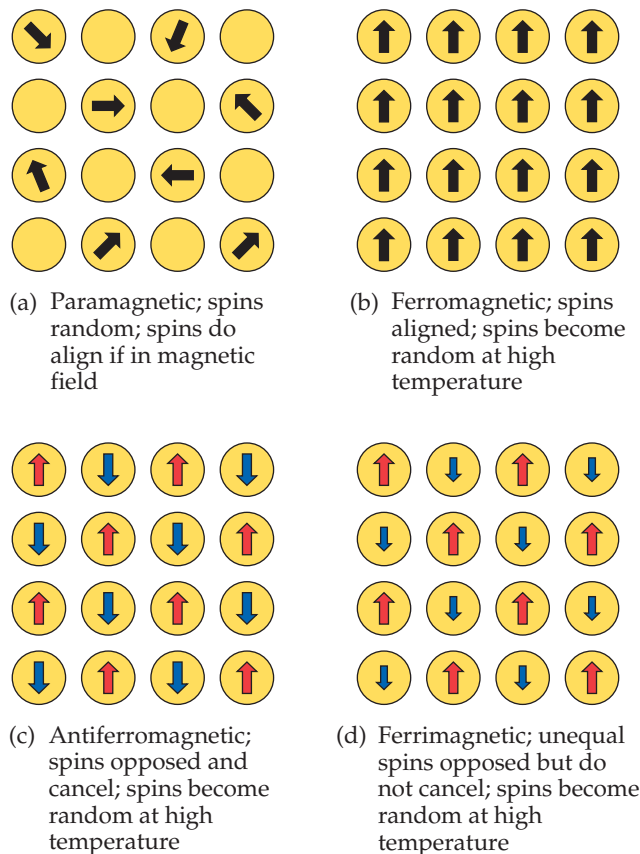 (a) Paramagnetic; spins
random; spins do
align if in magnetic
field
(b) Ferromagnetic; spins
aligned; spins become
random at high
temperature
(c) Antiferromagnetic;
spins opposed and
cancel; spins become
random at high
temperature
(d) Ferrimagnetic; unequal
spins opposed but do
not cancel; spins become
random at high
temperature